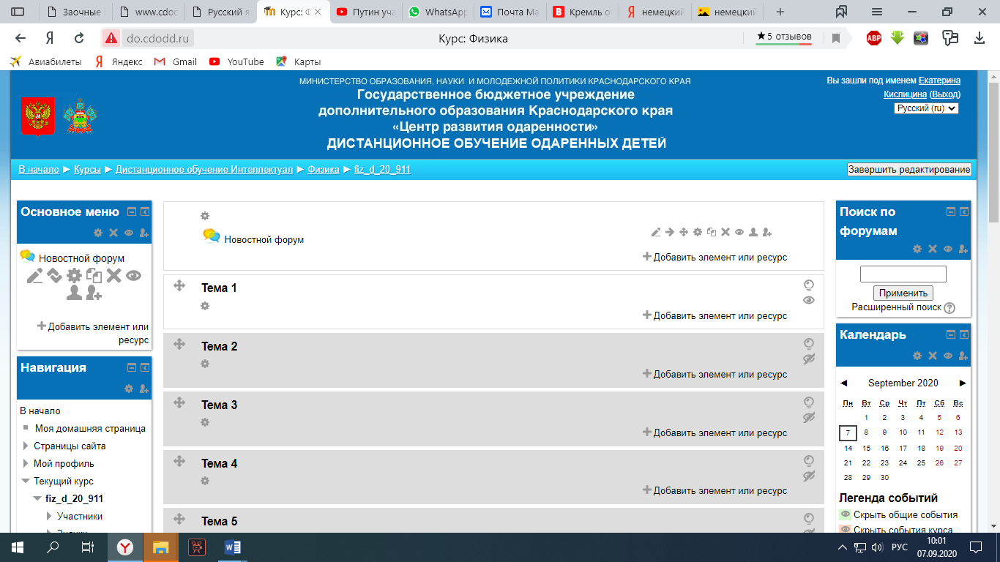 Заочные
www.cdoc
Русский я
Курс: Ф
Путин уча
WhatsApp
Почта Ма
Кремль о
немецкий
немецкий
do.cdodd.ru
Курс: Физика
★5 отзывов
Авиабилеты
Яндекс
Gmail
YouTube
Карты
МИНИСТЕРСТВО ОБРАЗОВАНИЯ, НАУКИ И МОЛОДЕЖНОЙ ПОЛИТИКИ КРАСНОДАРСКОГО КРАЯ
Государственное бюджетное учреждение
дополнительного образования Краснодарского края
«Центр развития одаренности»
ДИСТАНЦИОННОЕ ОБУЧЕНИЕ ОДАРЕННЫХ ДЕТЕЙ
Вы зашли под именем Екатерина
Кислицина (Выход)
Русский (ru)
В начало ► Курсы ► Дистанционное обучение Интеллектуал ► Физика ► fiz_d_20_911
Завершить редактирование
Основное меню
Новостной форум
Добавить элемент или
ресурс
Навигация
В начало
Моя домашняя страница
Страницы сайта
Мой профиль
Текущий курс
fiz_d_20_911
Участники
Значки
Новостной форум
Добавить элемент или ресурс
Тема 1
Добавить элемент или ресурс
Тема 2
Добавить элемент или ресурс
Тема 3
Добавить элемент или ресурс
Тема 4
Добавить элемент или ресурс
Тема 5
Поиск по
форумам
Применить
Расширенный поиск
Календарь
◄ September 2020 ►
Пн Вт Ср Чт Пт Сб Вс
1 2 3 4 5 6
7 8 9 10 11 12 13
14 15 16 17 18 19 20
21 22 23 24 25 26 27
28 29 30
Легенда событий
Скрыть общие события
Скрыть события курса
РУС
10:01
07.09.2020